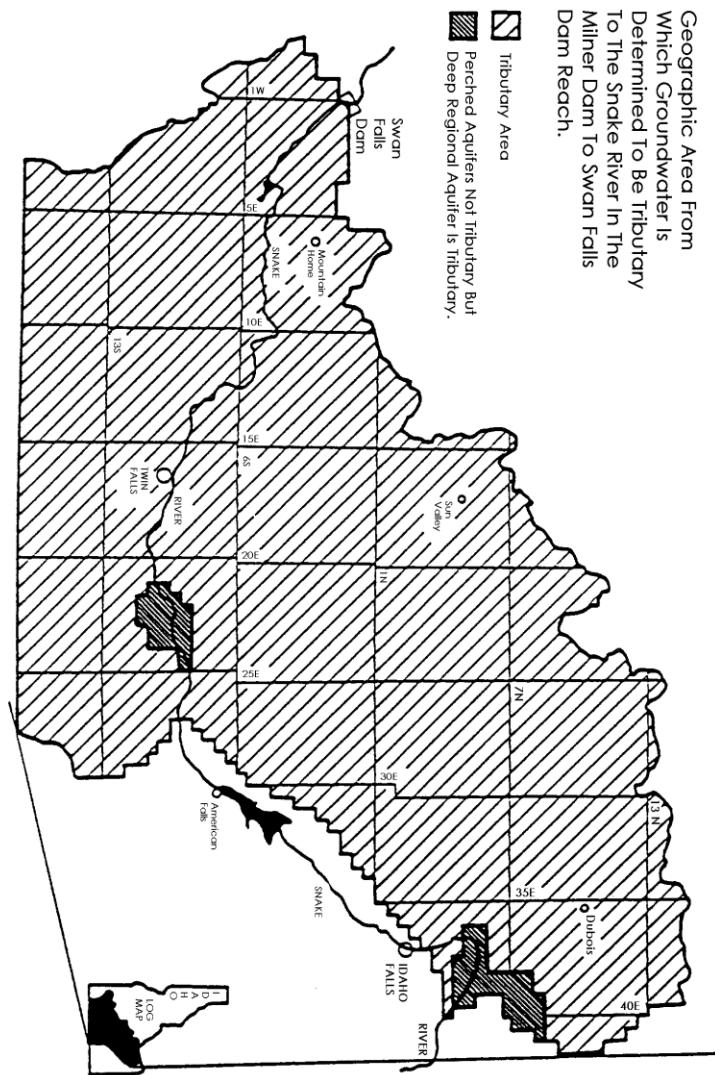 Geographic Area From
Which Groundwater Is
Determined To Be Tributary
To The Snake River In The
Milner Dam To Swan Falls
Dam Reach.
Tributary Area
Perched Aquifers Not Tributary But
Deep Regional Aquifer Is Tributary.
Swan
Falls
Dam
1W
5E
Mountain
Home
SNAKE
10E
13S
15E
6S
TWIN
FALLS
RIVER
Sun
Valley
20E
1N
25E
7N
30E
13 N
American
Falls
SNAKE
35E
Dubois
IDAHO
FALLS
40E
RIVER
I
D
A
H
O
LOG
MAP